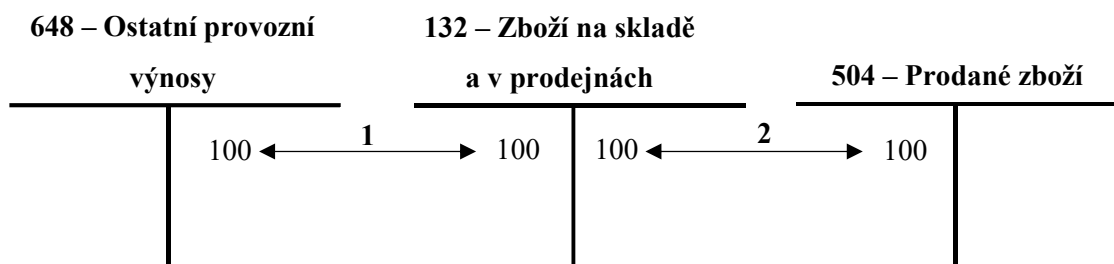 648 – Ostatní provozní
výnosy
132 – Zboží na skladě
a v prodejnách
504 – Prodané zboží
100 1 100 100 2 100